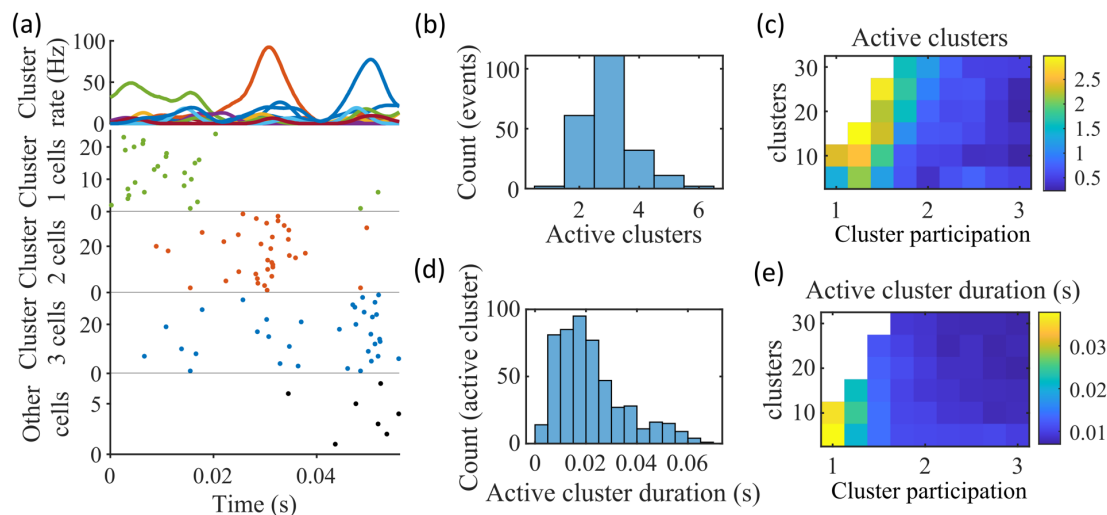 (a)
Cluster
rate (Hz)
100
50
0
Cluster
1 cells
20
10
0
Cluster
2 cells
20
0
Cluster
3 cells
20
0
Other
cells
5
0
0 0.02 0.04
Time (s)
(b)
Count (events)
100
50
0
2 4 6
Active clusters
(c)
Active clusters
clusters
30
20
10
1 2 3
Cluster participation
2.5
2
1.5
1
0.5
(d)
Count (active cluster)
100
50
0
0 0.02 0.04 0.06
Active cluster duration (s)
(e)
Active cluster duration (s)
clusters
30
20
10
1 2 3
Cluster participation
0.03
0.02
0.01